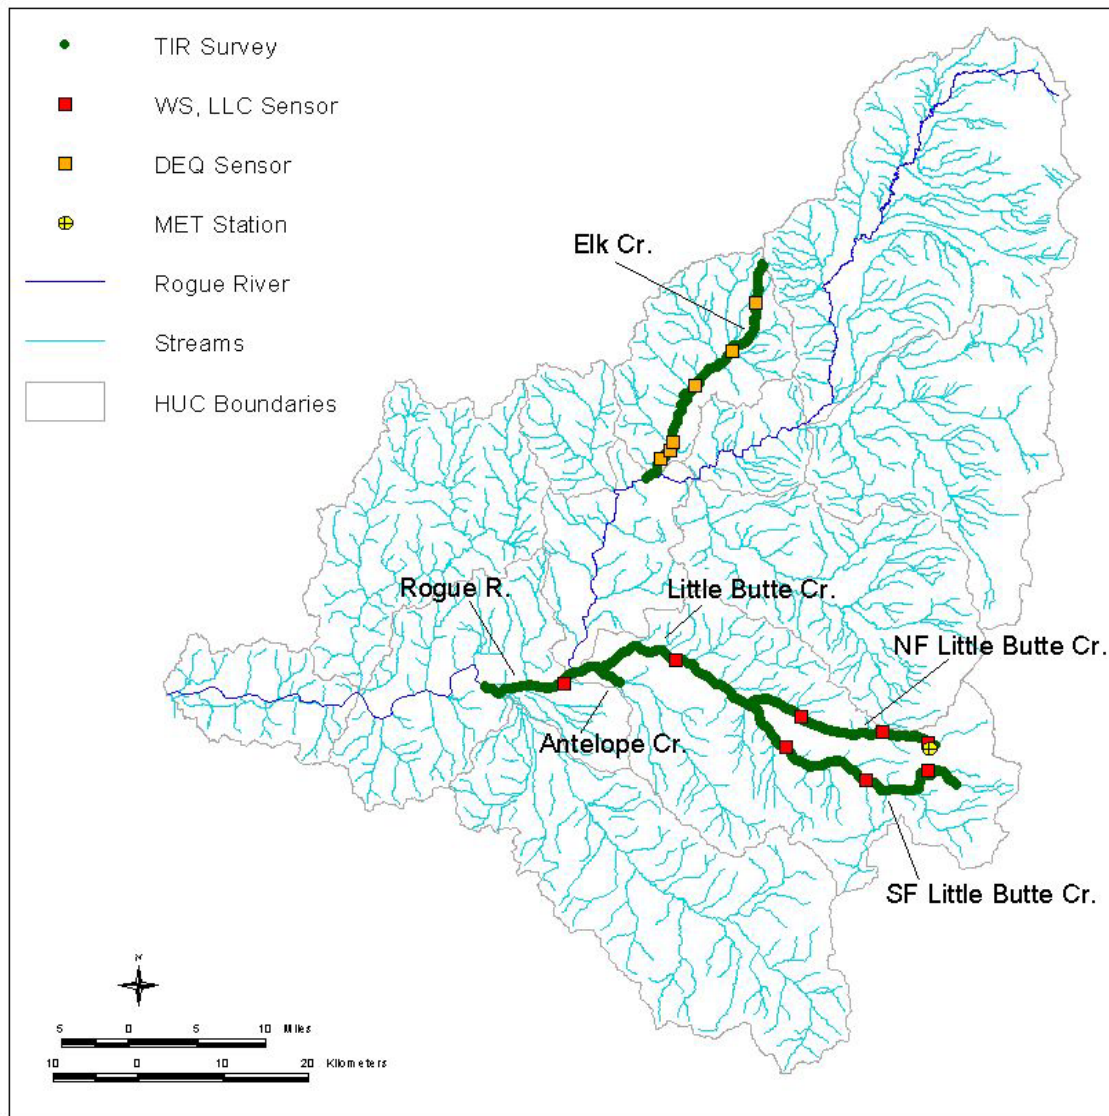 TIR Survey
WS, LLC Sensor
DEQ Sensor
MET Station
Rogue River
Streams
HUC Boundaries
Elk Cr.
Rogue R.
Little Butte Cr.
NF Little Butte Cr.
Antelope Cr.
SF Little Butte Cr.
N
5 0 5 10 Miles
10 0 10 20 Kilometers